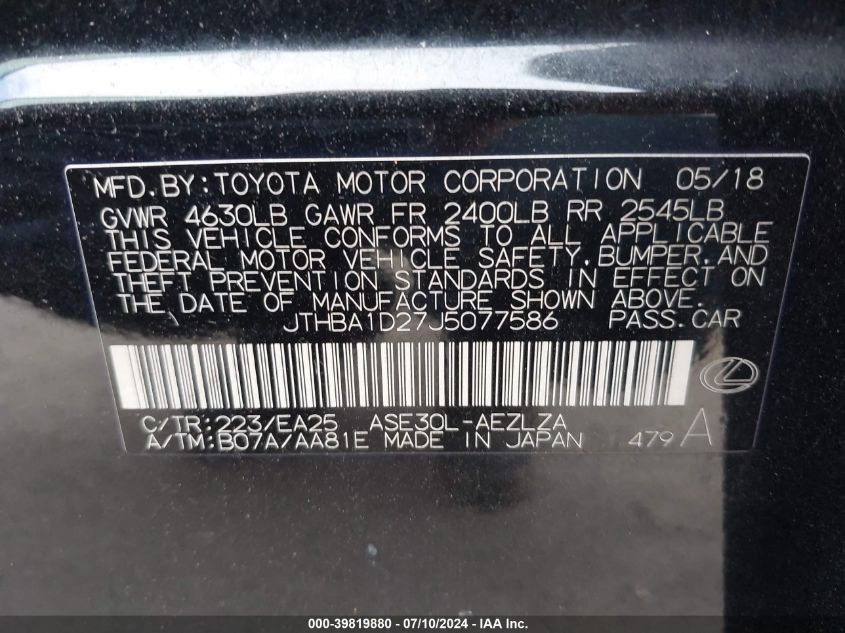 MFD.BY:TOYOTA MOTOR CORPORATION 05/18
GVWR 4630LB GAWR FR 2400LB RR 2545LB
THIS VEHICLE CONFORMS TO ALL APPLICABLE
FEDERAL MOTOR VEHICLE SAFETY,BUMPER,AND
THEFT PREVENTION STANDARDS IN EFFECT ON
THE DATE OF MANUFACTURE SHOWN ABOVE.
JTHBA1D27J5077586 PASS.CAR
C/TR:223/EA25 ASE30L-AEZLZA
A/TM:B07A/AA81E MADE IN JAPAN 479 A
000-39819880 - 07/10/2024 - IAA Inc.